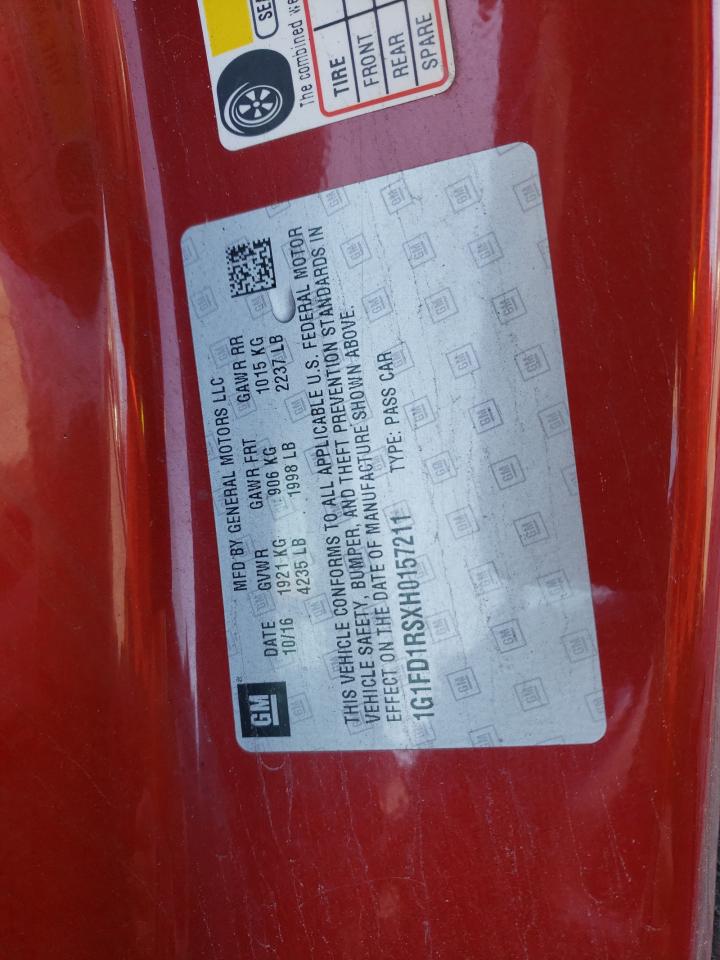 SEA
The combined we
TIRE
FRONT
REAR
SPARE
GM
MFD BY GENERAL MOTORS LLC
DATE GVWR GAWR FRT GAWR RR
10/16 1921 KG 906 KG 1015 KG
4235 LB 1998 LB 2237 LB
THIS VEHICLE CONFORMS TO ALL APPLICABLE U.S. FEDERAL MOTOR
VEHICLE SAFETY, BUMPER, AND THEFT PREVENTION STANDARDS IN
EFFECT ON THE DATE OF MANUFACTURE SHOWN ABOVE.
1G1FD1RSXH0157211 TYPE: PASS CAR